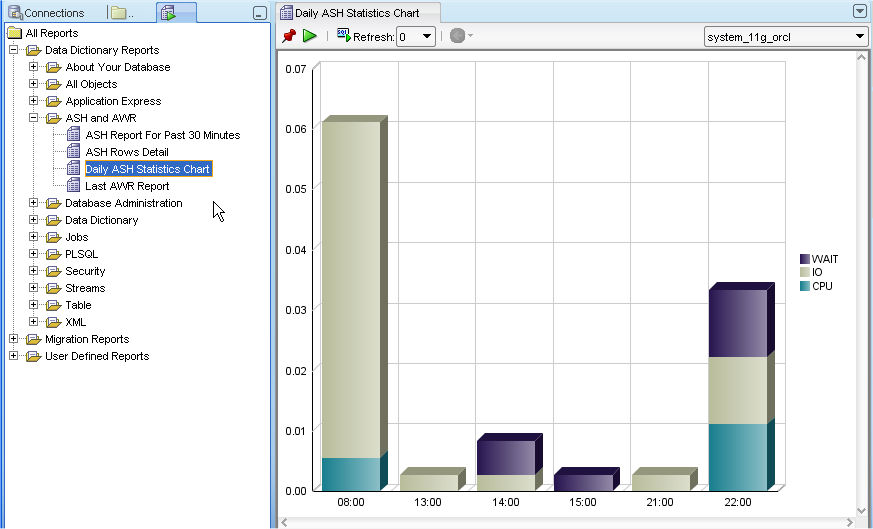 Connections
..
All Reports
Data Dictionary Reports
About Your Database
All Objects
Application Express
ASH and AWR
ASH Report For Past 30 Minutes
ASH Rows Detail
Daily ASH Statistics Chart
Last AWR Report
Database Administration
Data Dictionary
Jobs
PLSQL
Security
Streams
Table
XML
Migration Reports
User Defined Reports
Daily ASH Statistics Chart
SQL Refresh: 0
system_11g_orcl
0.07
0.06
0.05
0.04
0.03
0.02
0.01
0.00
08:00 13:00 14:00 15:00 21:00 22:00
WAIT
IO
CPU